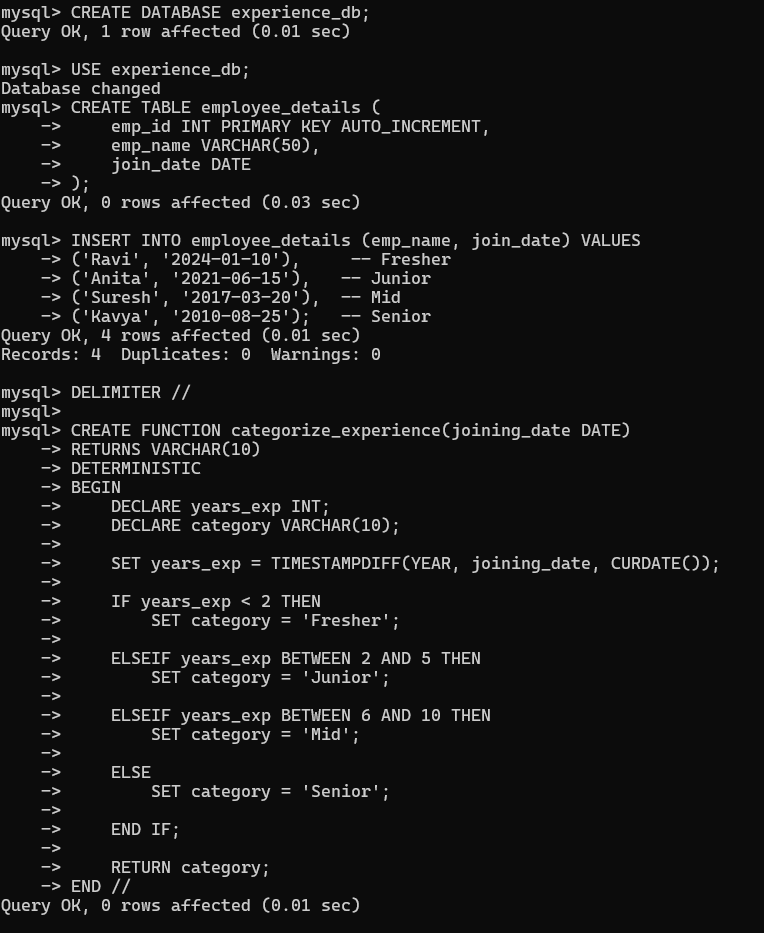 mysql> CREATE DATABASE experience_db;
Query OK, 1 row affected (0.01 sec)

mysql> USE experience_db;
Database changed
mysql> CREATE TABLE employee_details (
    ->     emp_id INT PRIMARY KEY AUTO_INCREMENT,
    ->     emp_name VARCHAR(50),
    ->     join_date DATE
    -> );
Query OK, 0 rows affected (0.03 sec)

mysql> INSERT INTO employee_details (emp_name, join_date) VALUES
    -> ('Ravi', '2024-01-10'),     -- Fresher
    -> ('Anita', '2021-06-15'),   -- Junior
    -> ('Suresh', '2017-03-20'),  -- Mid
    -> ('Kavya', '2010-08-25');   -- Senior
Query OK, 4 rows affected (0.01 sec)
Records: 4  Duplicates: 0  Warnings: 0

mysql> DELIMITER //
mysql>
mysql> CREATE FUNCTION categorize_experience(joining_date DATE)
    -> RETURNS VARCHAR(10)
    -> DETERMINISTIC
    -> BEGIN
    ->     DECLARE years_exp INT;
    ->     DECLARE category VARCHAR(10);
    ->
    ->     SET years_exp = TIMESTAMPDIFF(YEAR, joining_date, CURDATE());
    ->
    ->     IF years_exp < 2 THEN
    ->         SET category = 'Fresher';
    ->
    ->     ELSEIF years_exp BETWEEN 2 AND 5 THEN
    ->         SET category = 'Junior';
    ->
    ->     ELSEIF years_exp BETWEEN 6 AND 10 THEN
    ->         SET category = 'Mid';
    ->
    ->     ELSE
    ->         SET category = 'Senior';
    ->
    ->     END IF;
    ->
    ->     RETURN category;
    -> END //
Query OK, 0 rows affected (0.01 sec)